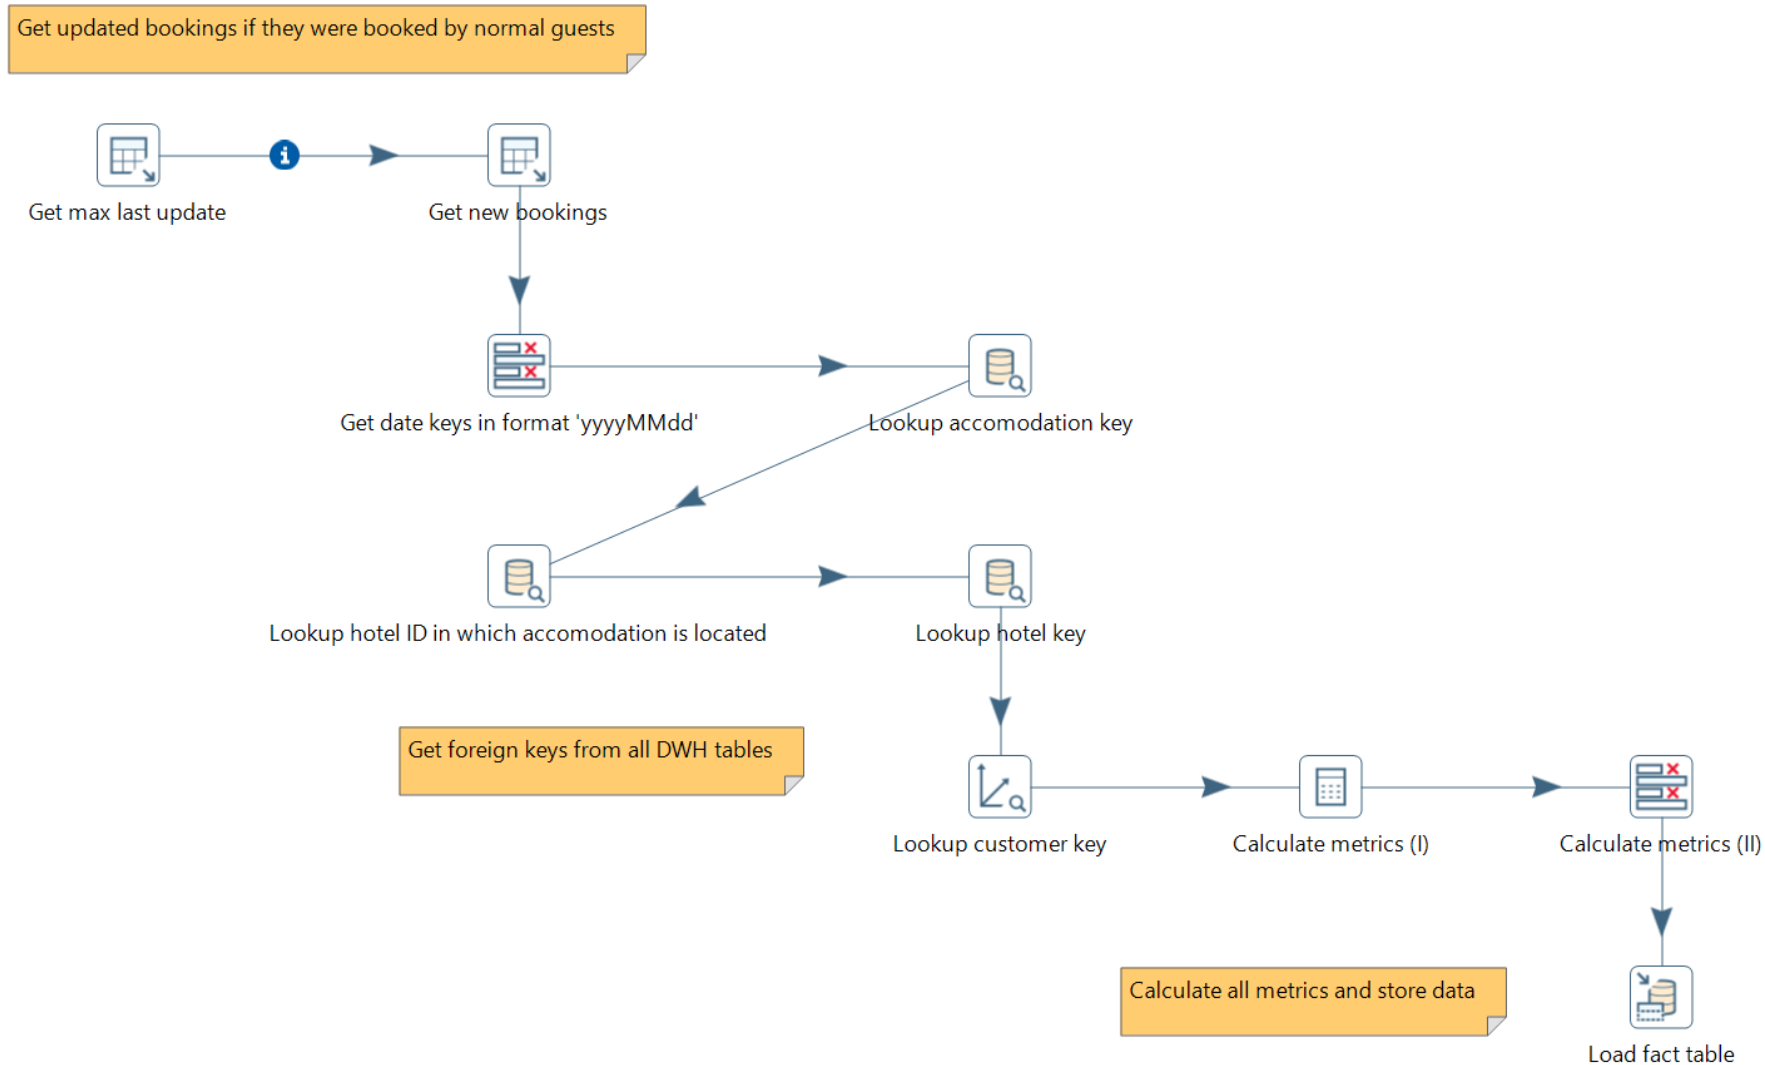 Get updated bookings if they were booked by normal guests
i
Get max last update
Get new bookings
Get date keys in format 'yyyyMMdd'
Lookup accomodation key
Lookup hotel ID in which accomodation is located
Lookup hotel key
Get foreign keys from all DWH tables
Lookup customer key
Calculate metrics (I)
Calculate metrics (II)
Calculate all metrics and store data
Load fact table